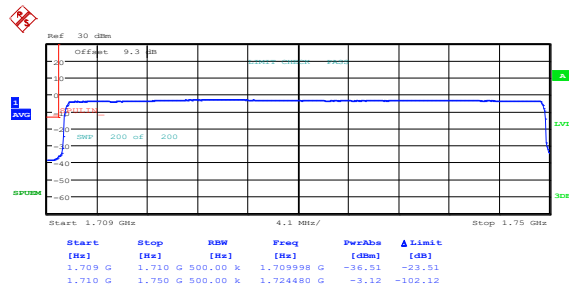 R S
Ref 30 dBm
Offset 9.3 dB
20
LIMIT CHECK PASS
A
10
0
1
AVG
SPULIN_
-10
LVI
-20
SWP 200 of 200
-30
-40
-50
SPUEM
3DB
-60
Start 1.709 GHz 4.1 MHz/ Stop 1.75 GHz
Start Stop RBW Freq PwrAbs Δ Limit
[Hz] [Hz] [Hz] [Hz] [dBm] [dB]
1.709 G 1.710 G 500.00 k 1.709998 G -36.51 -23.51
1.710 G 1.750 G 500.00 k 1.724480 G -3.12 -102.12